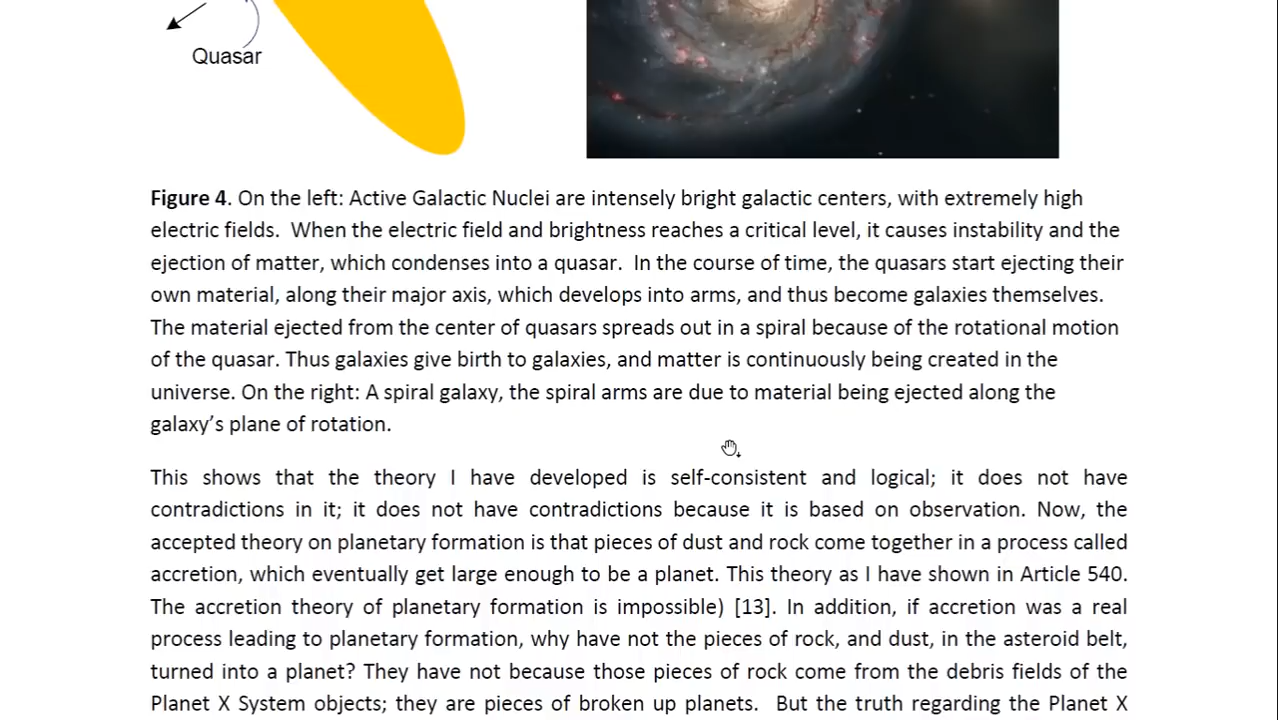 Quasar
Figure 4. On the left: Active Galactic Nuclei are intensely bright galactic centers, with extremely high
electric fields.  When the electric field and brightness reaches a critical level, it causes instability and the
ejection of matter, which condenses into a quasar.  In the course of time, the quasars start ejecting their
own material, along their major axis, which develops into arms, and thus become galaxies themselves.
The material ejected from the center of quasars spreads out in a spiral because of the rotational motion
of the quasar. Thus galaxies give birth to galaxies, and matter is continuously being created in the
universe. On the right: A spiral galaxy, the spiral arms are due to material being ejected along the
galaxy’s plane of rotation.
This shows that the theory I have developed is self-consistent and logical; it does not have
contradictions in it; it does not have contradictions because it is based on observation. Now, the
accepted theory on planetary formation is that pieces of dust and rock come together in a process called
accretion, which eventually get large enough to be a planet. This theory as I have shown in Article 540.
The accretion theory of planetary formation is impossible) [13]. In addition, if accretion was a real
process leading to planetary formation, why have not the pieces of rock, and dust, in the asteroid belt,
turned into a planet? They have not because those pieces of rock come from the debris fields of the
Planet X System objects; they are pieces of broken up planets.  But the truth regarding the Planet X